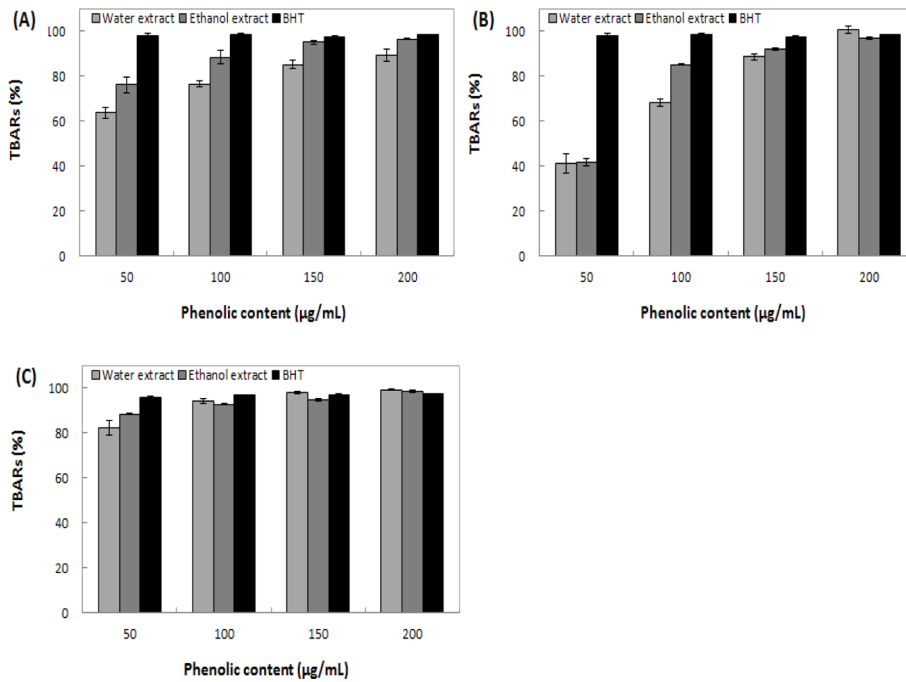 (A)
Water extract Ethanol extract BHT
100
80
60
40
20
0
TBARs (%)
50 100 150 200
Phenolic content (µg/mL)
(B)
Water extract Ethanol extract BHT
100
80
60
40
20
0
TBARs (%)
50 100 150 200
Phenolic content (µg/mL)
(C)
Water extract Ethanol extract BHT
100
80
60
40
20
0
TBARs (%)
50 100 150 200
Phenolic content (µg/mL)